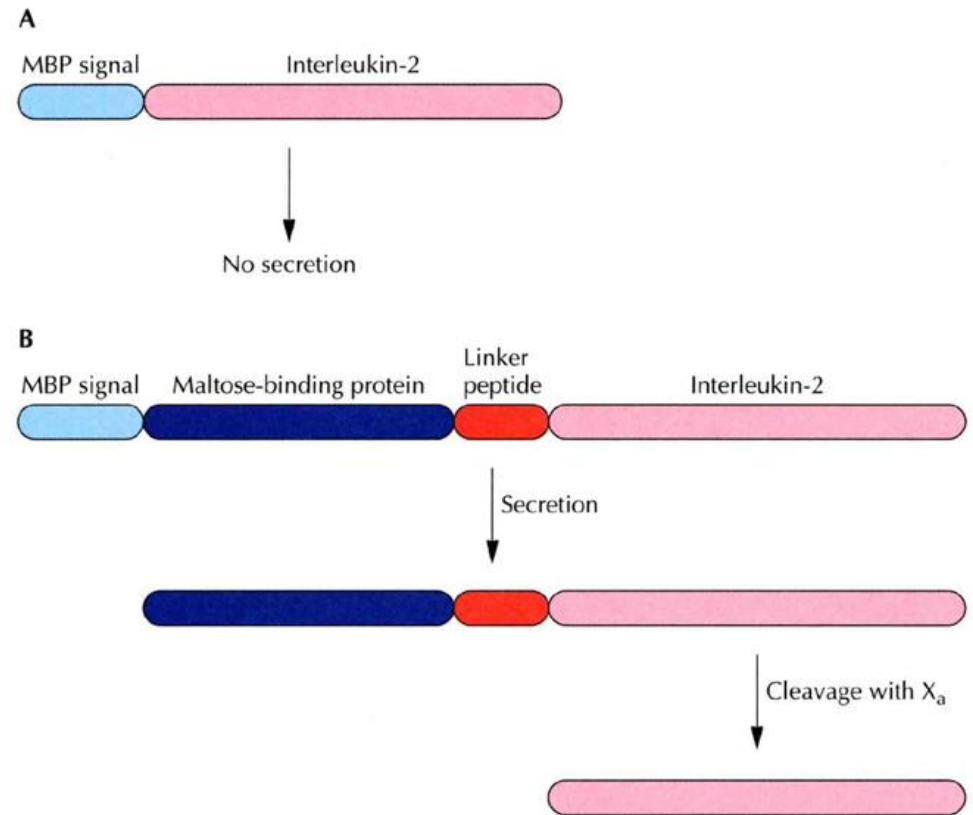 A
MBP signal Interleukin-2
No secretion
B
MBP signal Maltose-binding protein Linker peptide Interleukin-2
Secretion
Cleavage with Xa